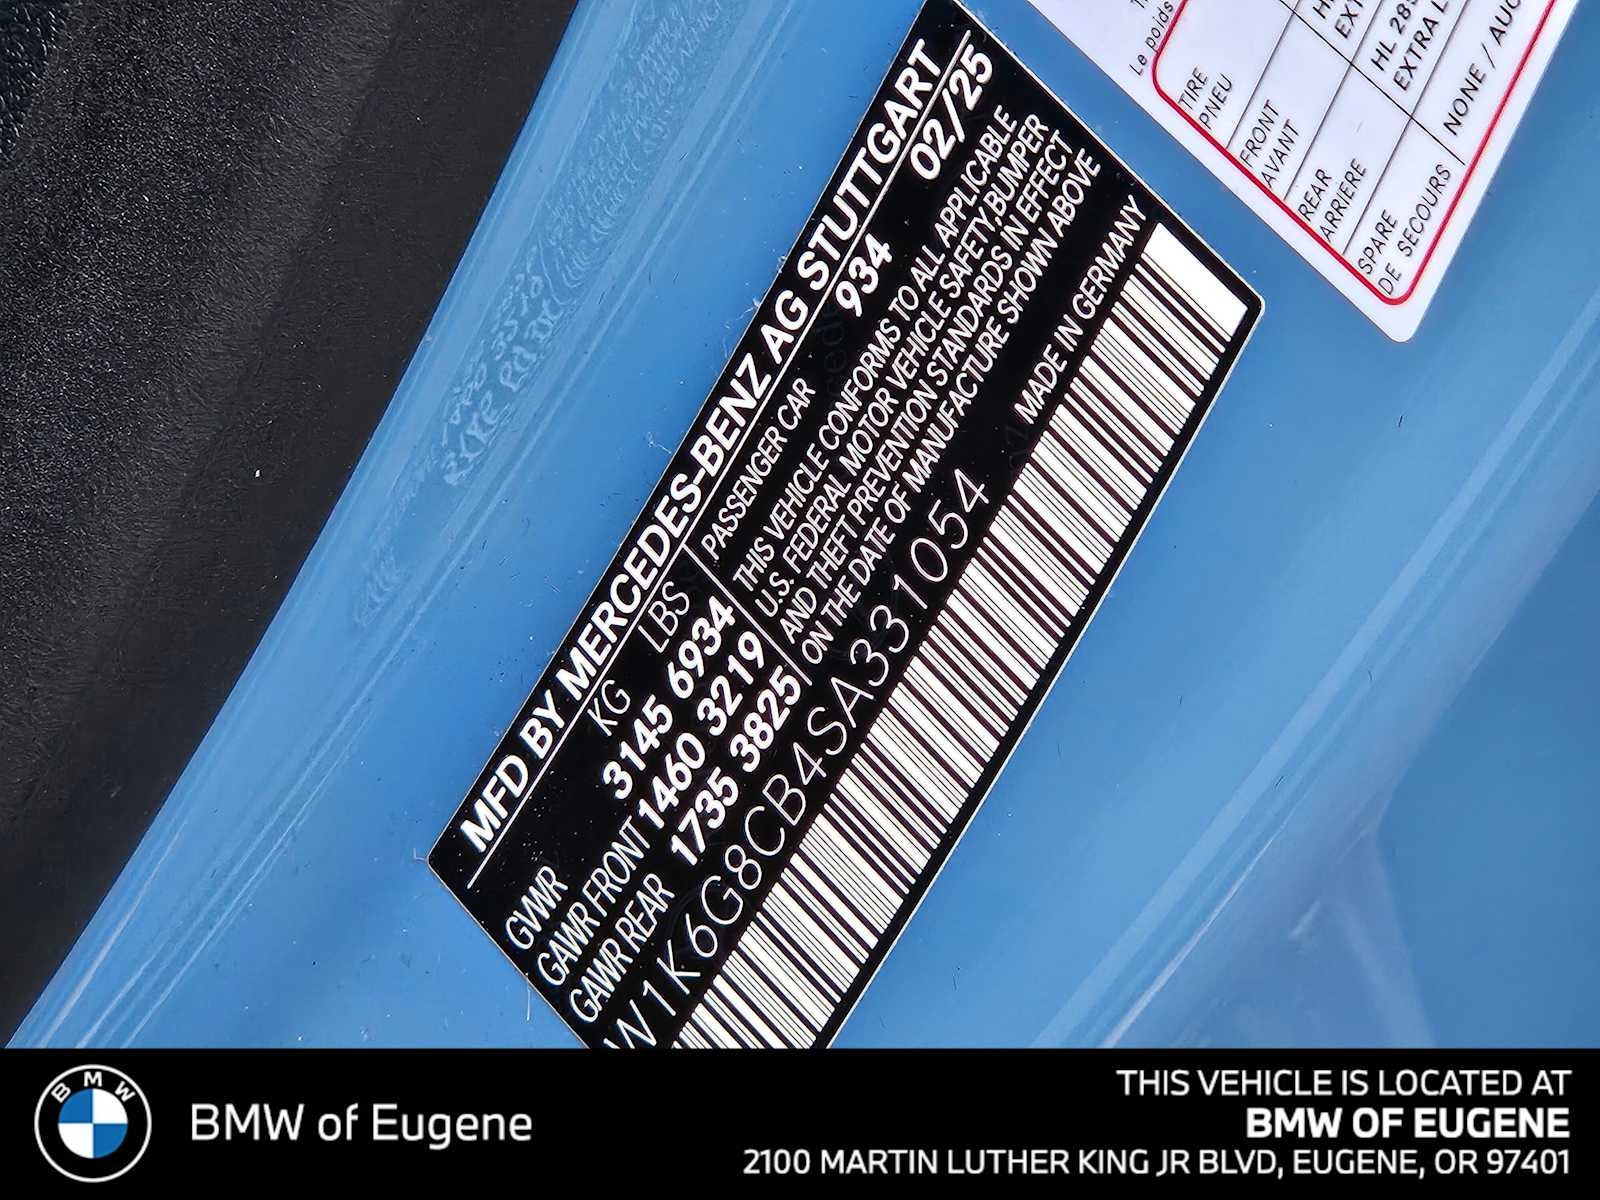 MFD BY MERCEDES-BENZ AG STUTTGART
934 02/25
KG LBS
GVWR 3145 6934
GAWR FRONT 1460 3219
GAWR REAR 1735 3825
PASSENGER CAR
THIS VEHICLE CONFORMS TO ALL APPLICABLE
U.S. FEDERAL MOTOR VEHICLE SAFETY,BUMPER
AND THEFT PREVENTION STANDARDS IN EFFECT
ON THE DATE OF MANUFACTURE SHOWN ABOVE
W1K6G8CB4SA331054
MADE IN GERMANY
Le poids
TIRE
PNEU
FRONT
AVANT
REAR
ARRIERE
HL
EXTRA
SPARE
DE SECOURS
NONE /
BMW
BMW of Eugene
THIS VEHICLE IS LOCATED AT
BMW OF EUGENE
2100 MARTIN LUTHER KING JR BLVD, EUGENE, OR 97401